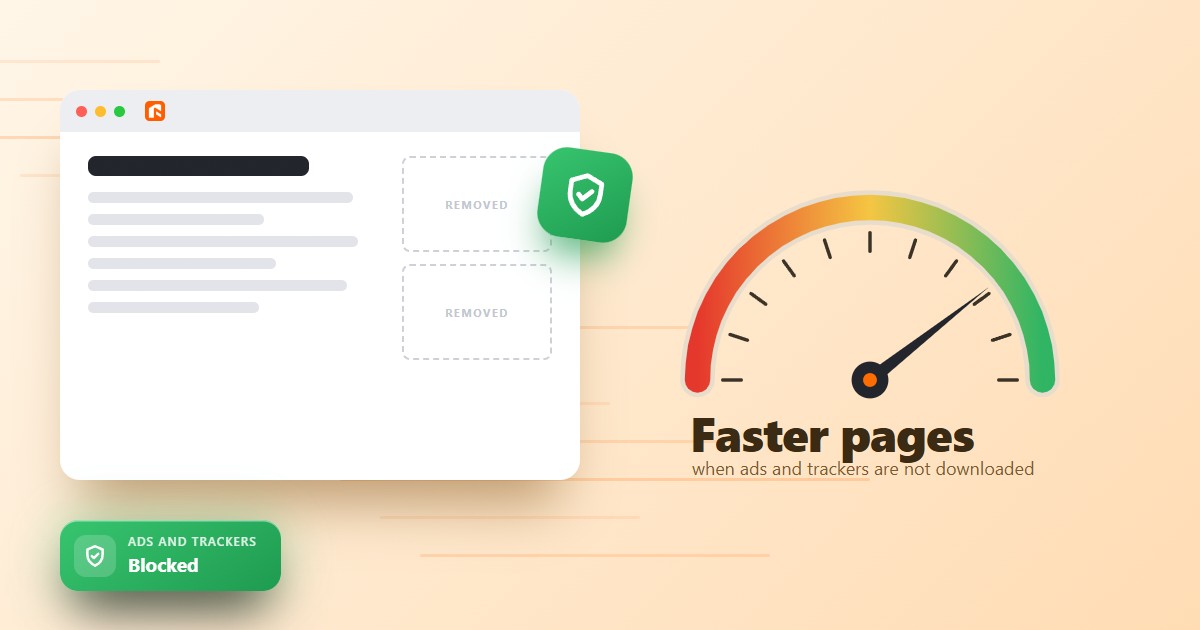 REMOVED
REMOVED
Faster pages
when ads and trackers are not downloaded
ADS AND TRACKERS
Blocked